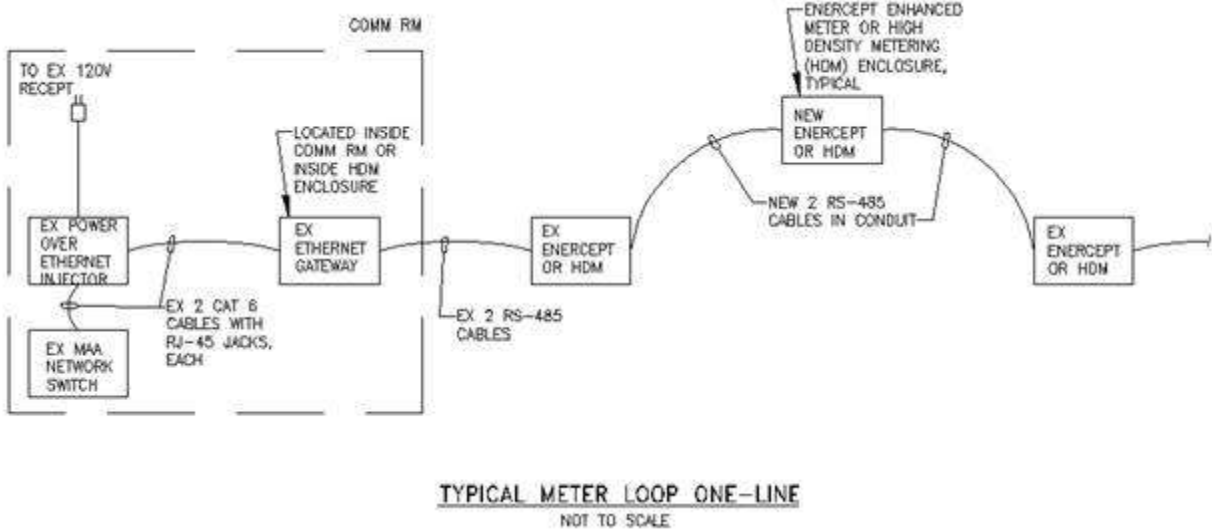 COMM RM
TO EX 120V
RECEPT
LOCATED INSIDE
COMM RM OR
INSIDE HDM
ENCLOSURE
ENERCEPT ENHANCED
METER OR HIGH
DENSITY METERING
(HDM) ENCLOSURE,
TYPICAL
NEW
ENERCEPT
OR HDM
NEW 2 RS-485
CABLES IN CONDUIT
EX POWER
OVER
ETHERNET
INJECTOR
EX
ETHERNET
GATEWAY
EX
ENERCEPT
OR HDM
EX
ENERCEPT
OR HDM
EX 2 CAT 6
CABLES WITH
RJ-45 JACKS,
EACH
EX 2 RS-485
CABLES
EX MAA
NETWORK
SWITCH
TYPICAL METER LOOP ONE-LINE
NOT TO SCALE